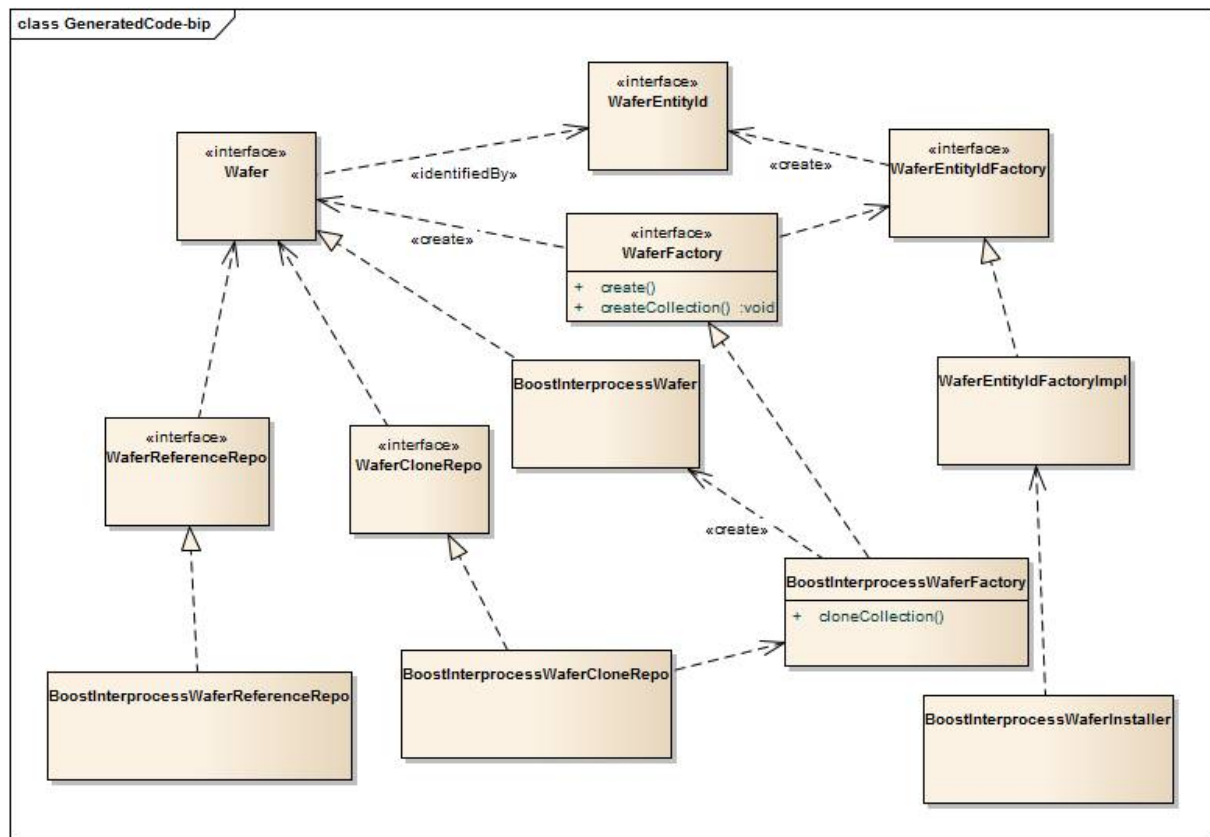 class GeneratedCode-bip
«interface»
WaferEntityId
«interface»
Wafer
«interface»
WaferEntityIdFactory
«identifiedBy»
«create»
«create»
«interface»
WaferFactory
+ create()
+ createCollection() :void
BoostInterprocessWafer
WaferEntityIdFactoryImpl
«interface»
WaferReferenceRepo
«interface»
WaferCloneRepo
«create»
BoostInterprocessWaferFactory
+ cloneCollection()
BoostInterprocessWaferReferenceRepo
BoostInterprocessWaferCloneRepo
BoostInterprocessWaferInstaller